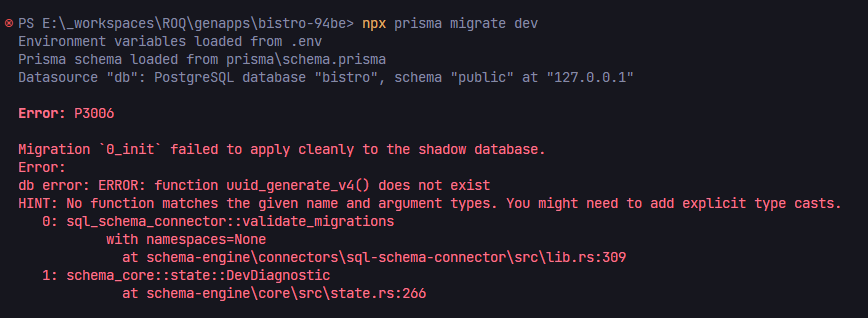 PS E:\_workspaces\ROQ\genapps\bistro-94be> npx prisma migrate dev
Environment variables loaded from .env
Prisma schema loaded from prisma\schema.prisma
Datasource "db": PostgreSQL database "bistro", schema "public" at "127.0.0.1"
Error: P3006
Migration `0_init` failed to apply cleanly to the shadow database.
Error:
db error: ERROR: function uuid_generate_v4() does not exist
HINT: No function matches the given name and argument types. You might need to add explicit type casts.
   0: sql_schema_connector::validate_migrations
           with namespaces=None
             at schema-engine\connectors\sql-schema-connector\src\lib.rs:309
   1: schema_core::state::DevDiagnostic
             at schema-engine\core\src\state.rs:266